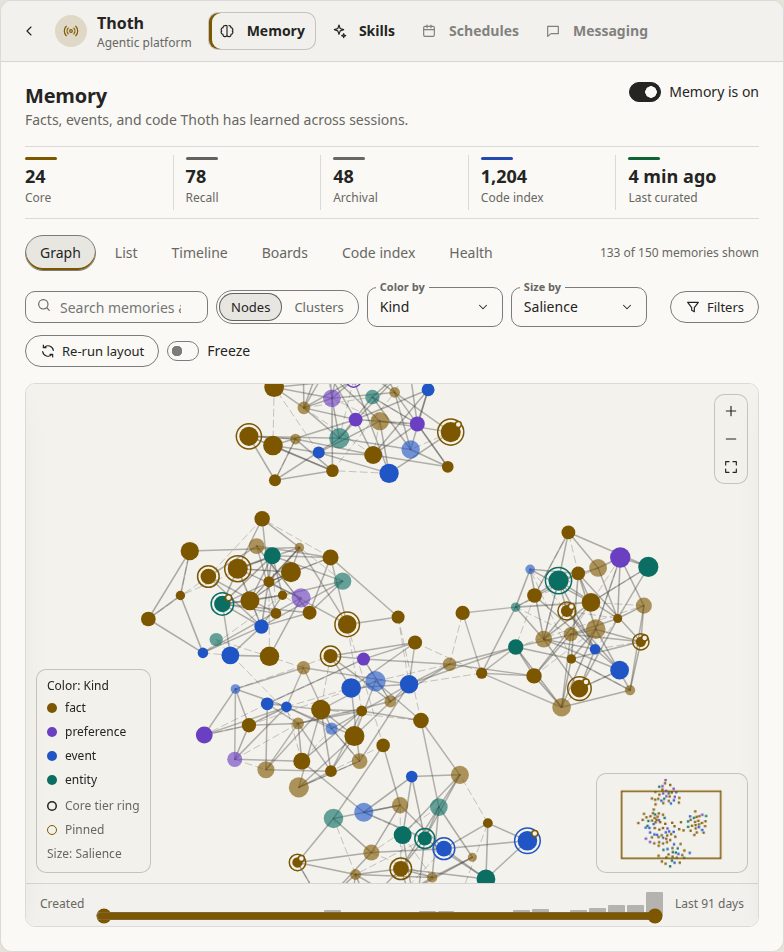 Thoth
Agentic platform
Memory
Skills
Schedules
Messaging
Memory
Facts, events, and code Thoth has learned across sessions.
Memory is on
24
Core
78
Recall
48
Archival
1,204
Code index
4 min ago
Last curated
Graph
List
Timeline
Boards
Code index
Health
133 of 150 memories shown
Search memories
Nodes
Clusters
Color by
Kind
Size by
Salience
Filters
Re-run layout
Freeze
Color: Kind
fact
preference
event
entity
Core tier ring
Pinned
Size: Salience
Created
Last 91 days